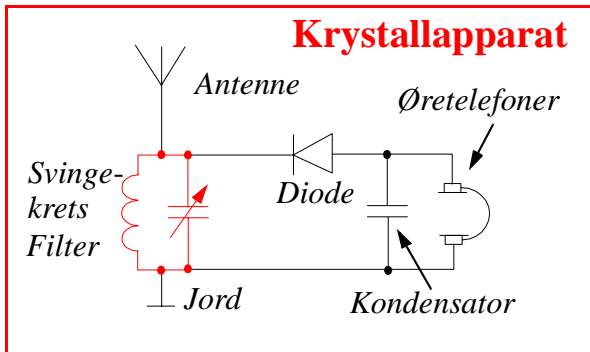 Krystallapparat
Antenne
Øretelefoner
Svinge-
krets
Filter
Diode
Jord
Kondensator